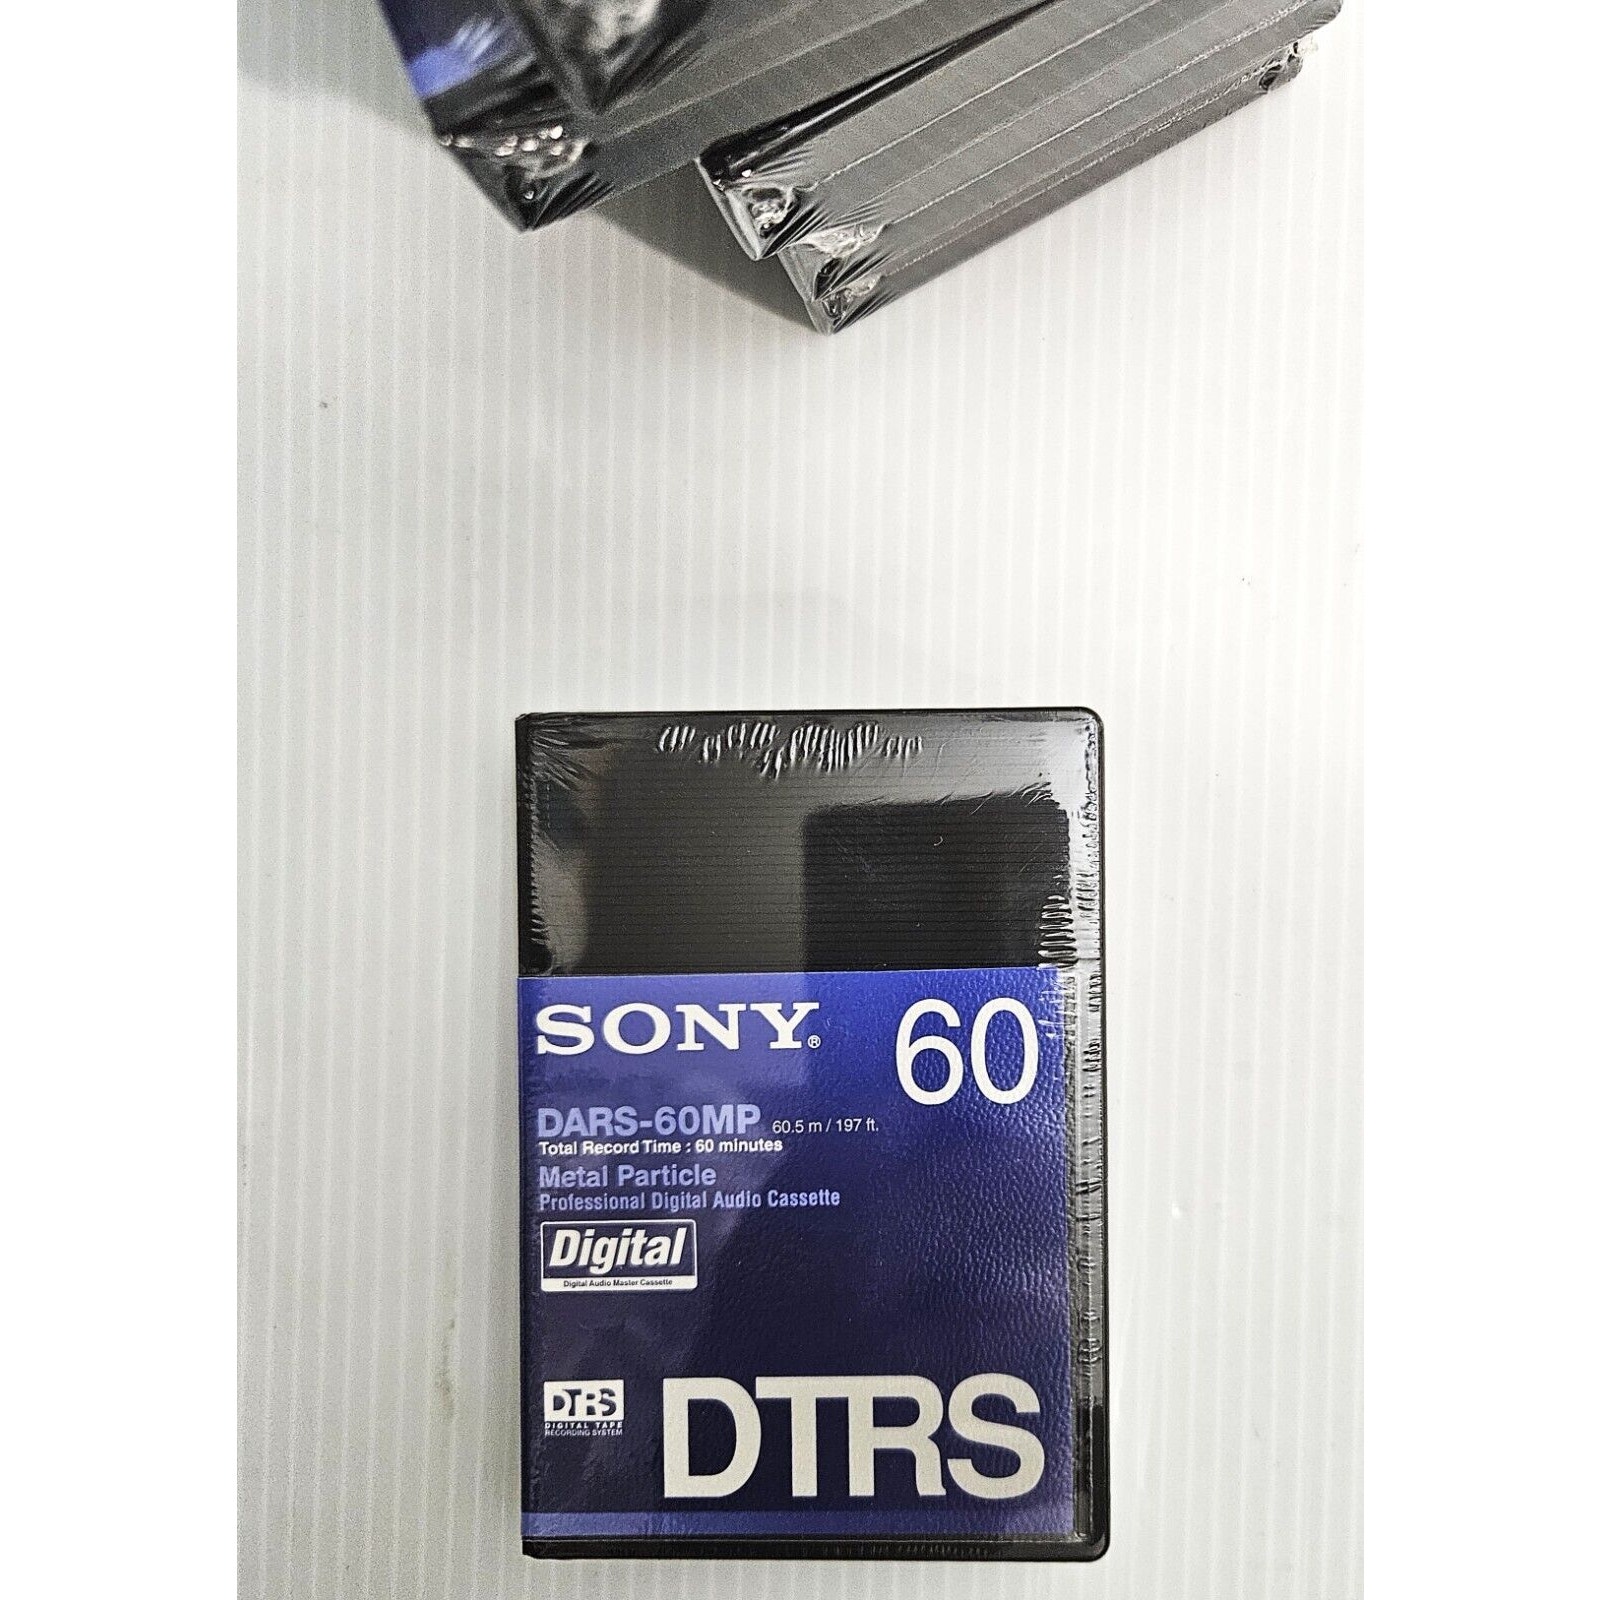 SONY® 60
DARS-60MP 60.5 m / 197 ft.
Total Record Time : 60 minutes
Metal Particle
Professional Digital Audio Cassette
Digital
Digital Audio Master Cassette
DTRS
DIGITAL TAPE
RECORDING SYSTEM
DTRS